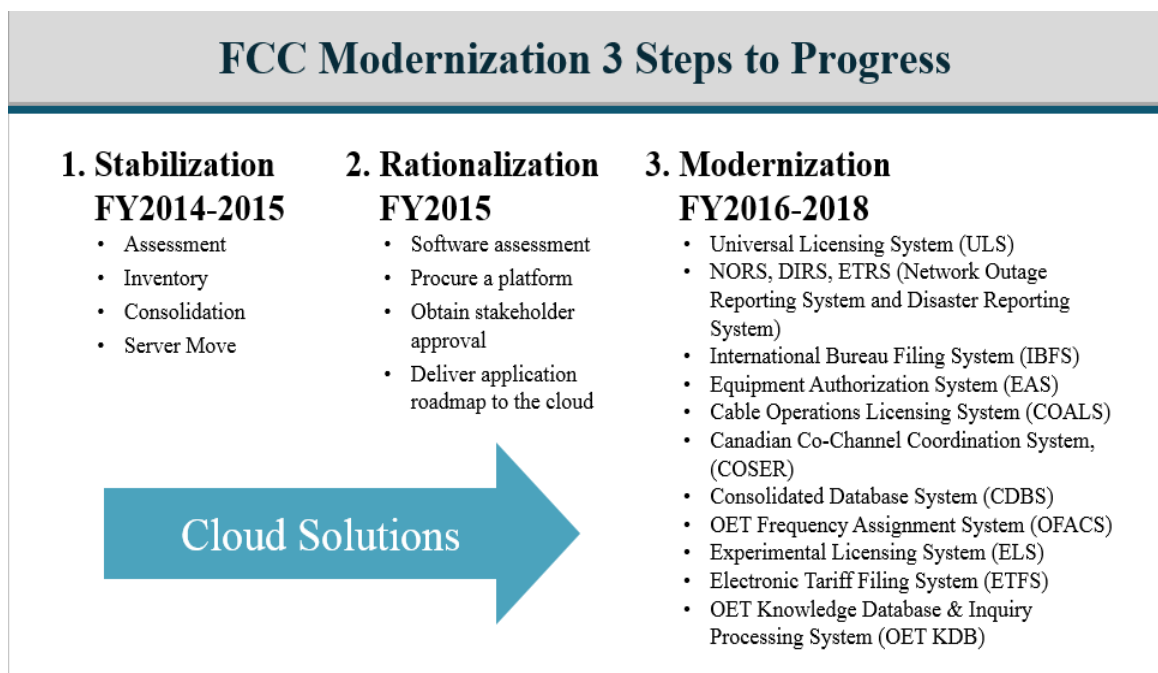 FCC Modernization 3 Steps to Progress
1. Stabilization
FY2014-2015
• Assessment
• Inventory
• Consolidation
• Server Move
2. Rationalization
FY2015
• Software assessment
• Procure a platform
• Obtain stakeholder
approval
• Deliver application
roadmap to the cloud
3. Modernization
FY2016-2018
• Universal Licensing System (ULS)
• NORS, DIRS, ETRS (Network Outage
Reporting System and Disaster Reporting
System)
• International Bureau Filing System (IBFS)
• Equipment Authorization System (EAS)
• Cable Operations Licensing System (COALS)
• Canadian Co-Channel Coordination System,
(COSER)
• Consolidated Database System (CDBS)
• OET Frequency Assignment System (OFACS)
• Experimental Licensing System (ELS)
• Electronic Tariff Filing System (ETFS)
• OET Knowledge Database & Inquiry
Processing System (OET KDB)
Cloud Solutions